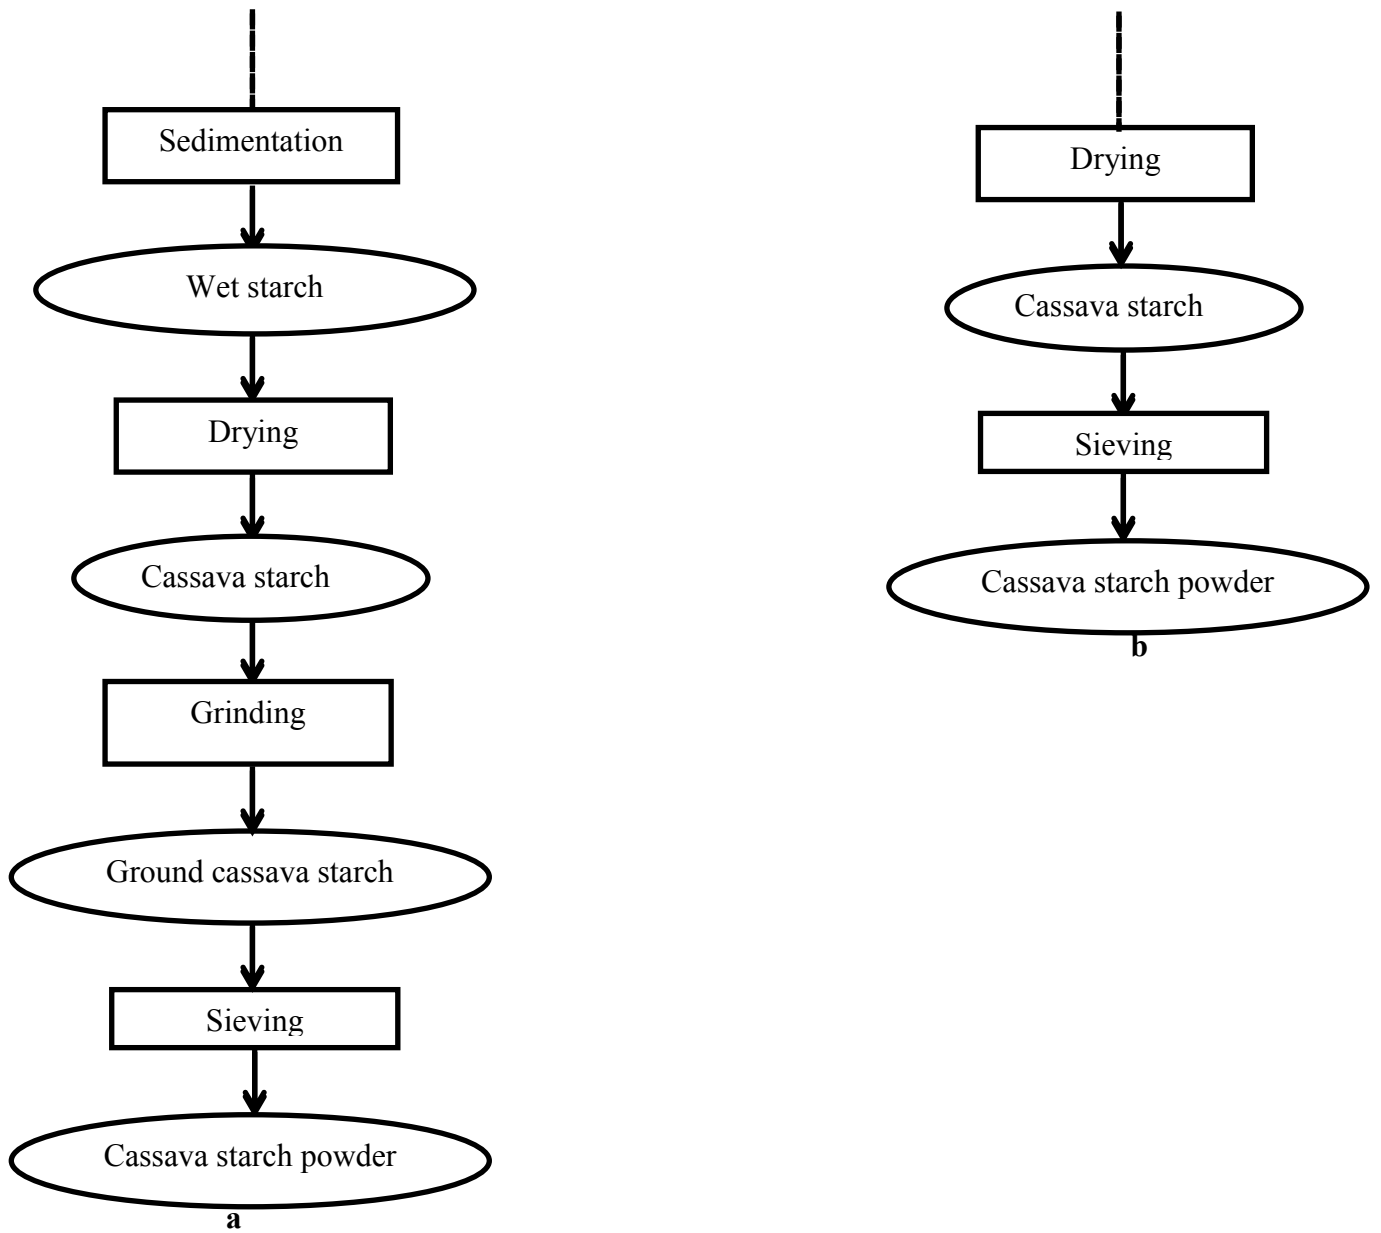 Sedimentation
Wet starch
Drying
Cassava starch
Grinding
Ground cassava starch
Sieving
Cassava starch powder
a
Drying
Cassava starch
Sieving
Cassava starch powder
b